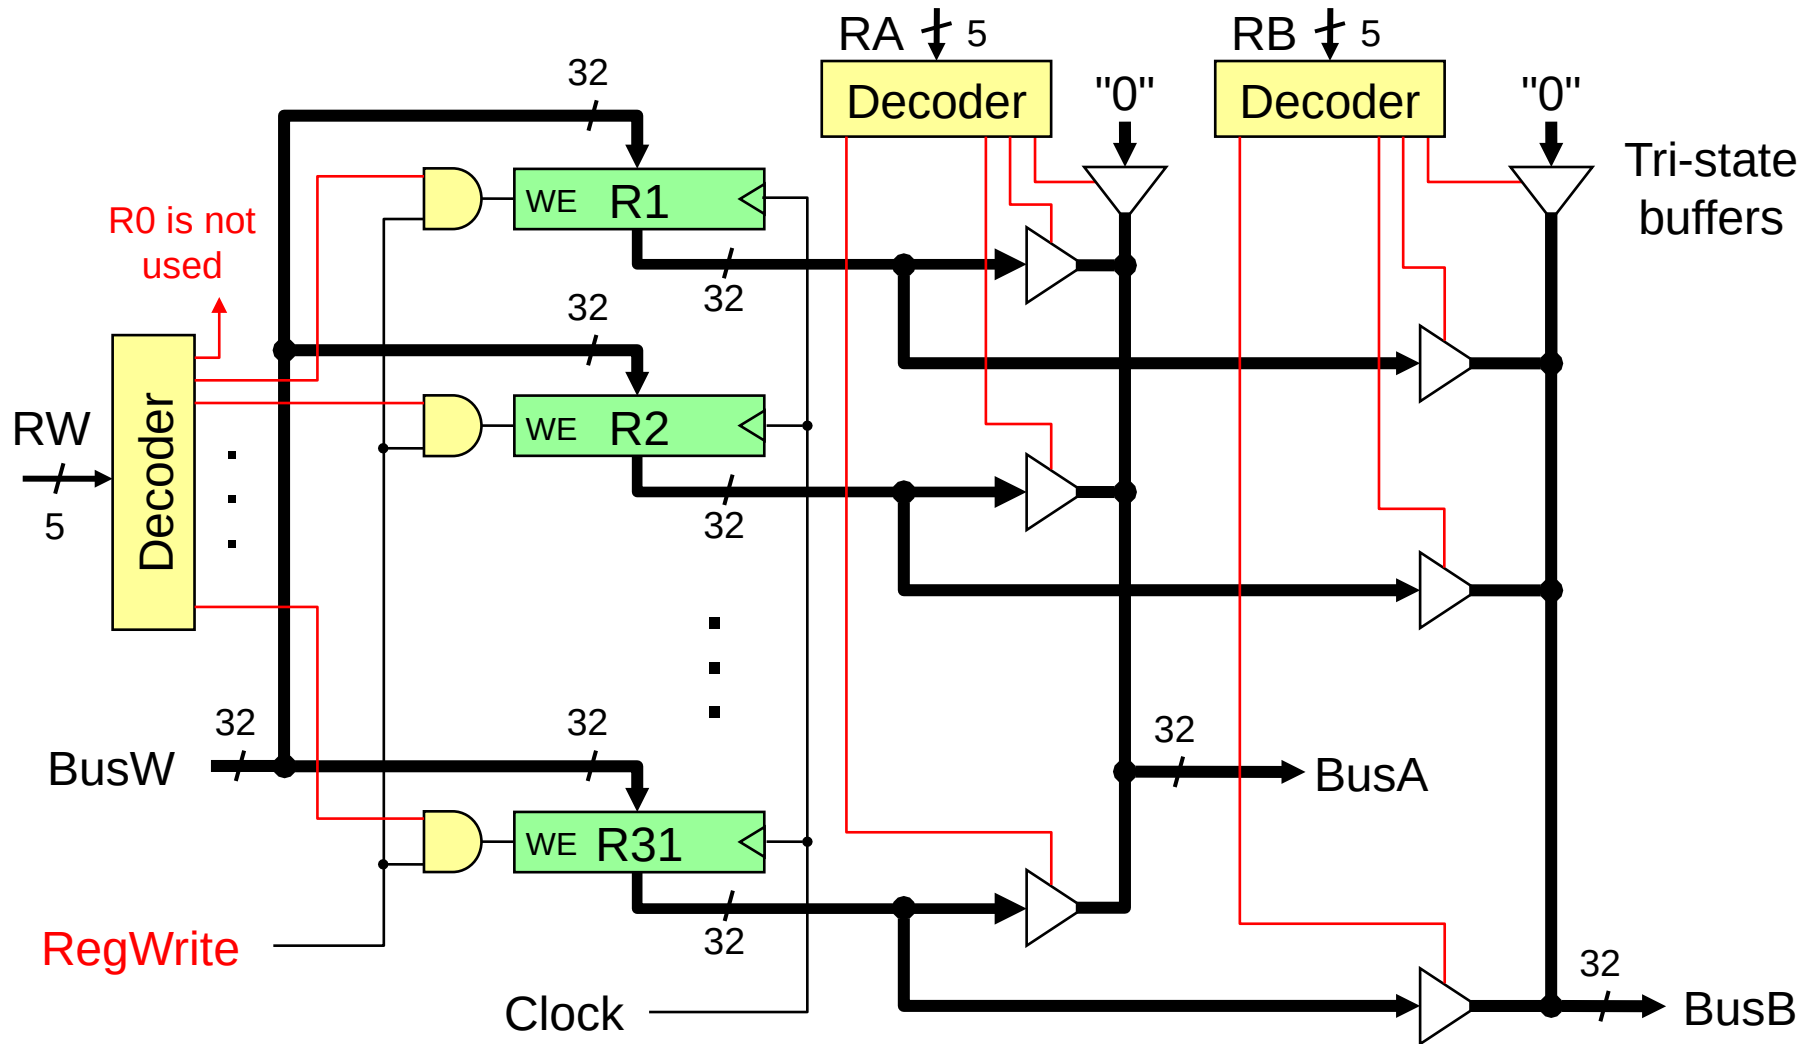 RA
5
RB
5
32
Decoder
"0"
Decoder
"0"
Tri-state
buffers
WE R1
R0 is not
used
32
32
RW
5
Decoder
WE R2
32
32
32
BusW
32
BusA
WE R31
RegWrite
32
Clock
32
BusB